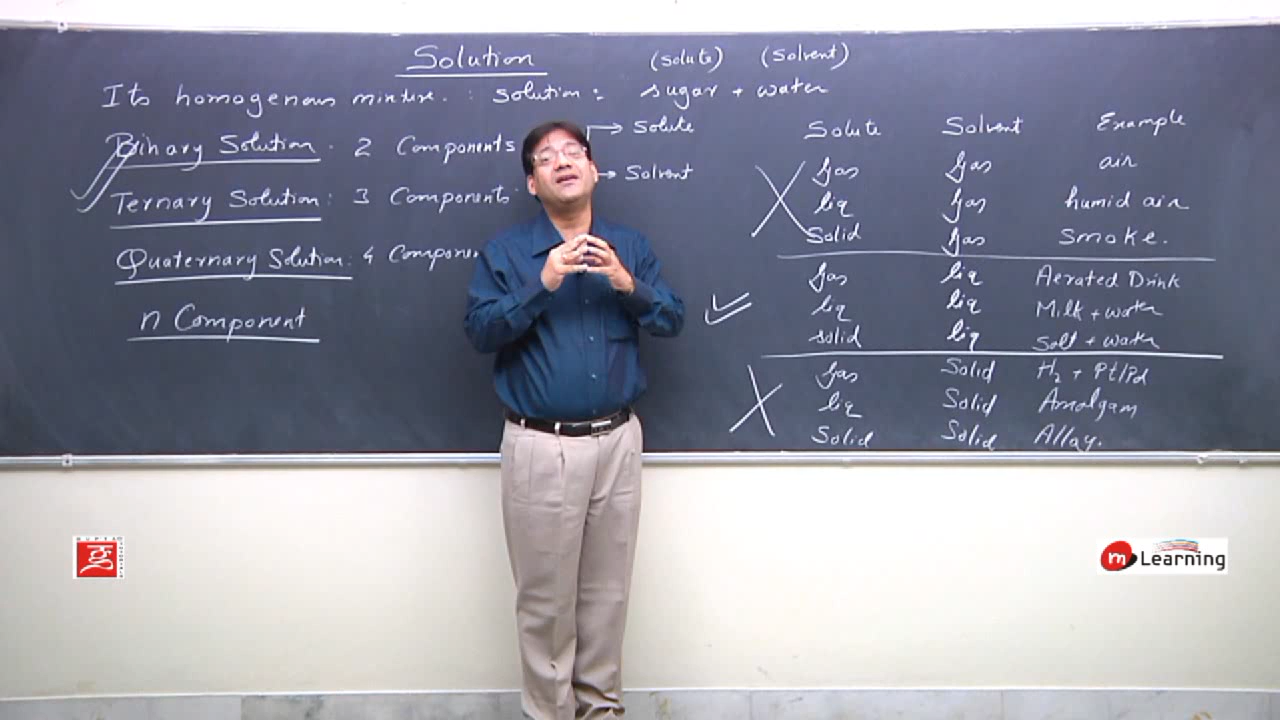 Solution (Solute) (Solvent)
Its homogenous mixture. : Solution: sugar + water
Binary Solution. 2 Components → Solute
→ Solvent
Ternary Solution: 3 Components
Quaternary Solution: 4
n Component
Solute Solvent Example
gas gas air
liq gas humid air
Solid gas Smoke.
gas liq Aerated Drink
liq liq Milk + water
solid liq Salt + water
gas Solid H₂ + Pt/Pd
liq Solid Amalgam
Solid Solid Alloy.
GUPTA
m Learning